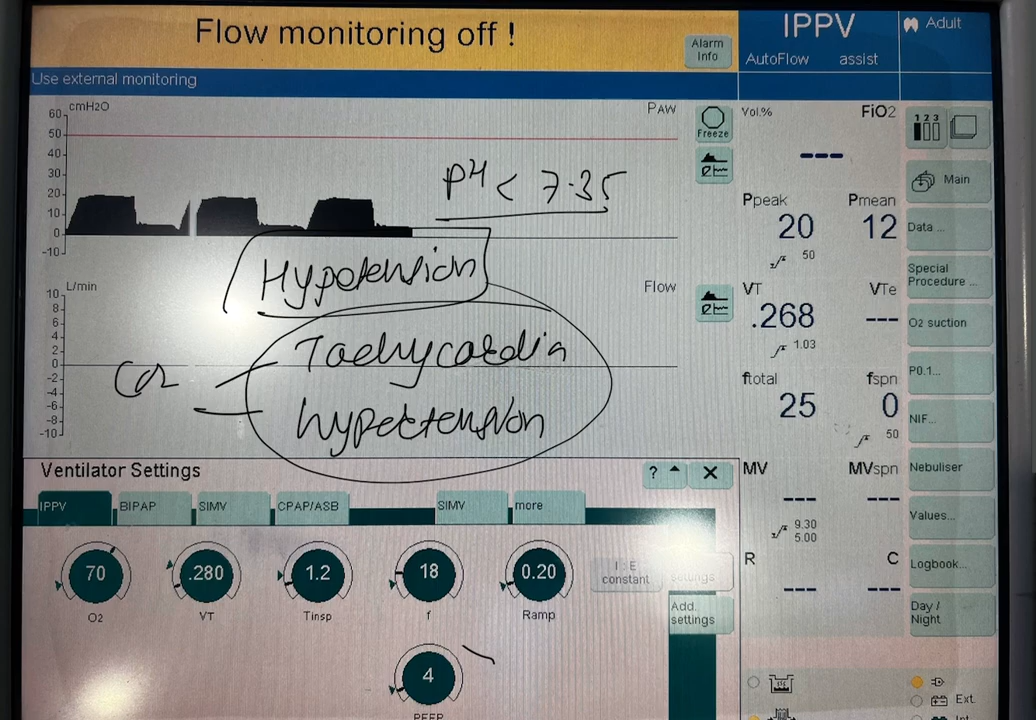 Flow monitoring off !
Alarm Info
IPPV
AutoFlow assist
Adult
Use external monitoring
cmH2O
Paw
60
50
40
30
20
10
0
-10
Freeze
pH < 7.35
Hypotension
L/min
Flow
10
8
6
4
2
0
-2
-4
-6
-8
-10
Tachycardia
hypertension
Vol.%
FiO2
---
Ppeak
Pmean
20
12
50
VT
VTe
.268
---
1.03
ftotal
fspn
25
0
50
MV
MVspn
---
---
9.30
5.00
R
C
---
---
1 2 3
Main
Data ...
Special Procedure ...
O2 suction
P0.1...
NIF...
Nebuliser
Values...
Logbook...
Day / Night
Ventilator Settings
?
X
IPPV
BIPAP
SIMV
CPAP/ASB
SIMV
more
70
.280
1.2
18
0.20
I : E constant
settings
O2
VT
Tinsp
f
Ramp
Add. settings
4
PEEP
Ext.
Int.